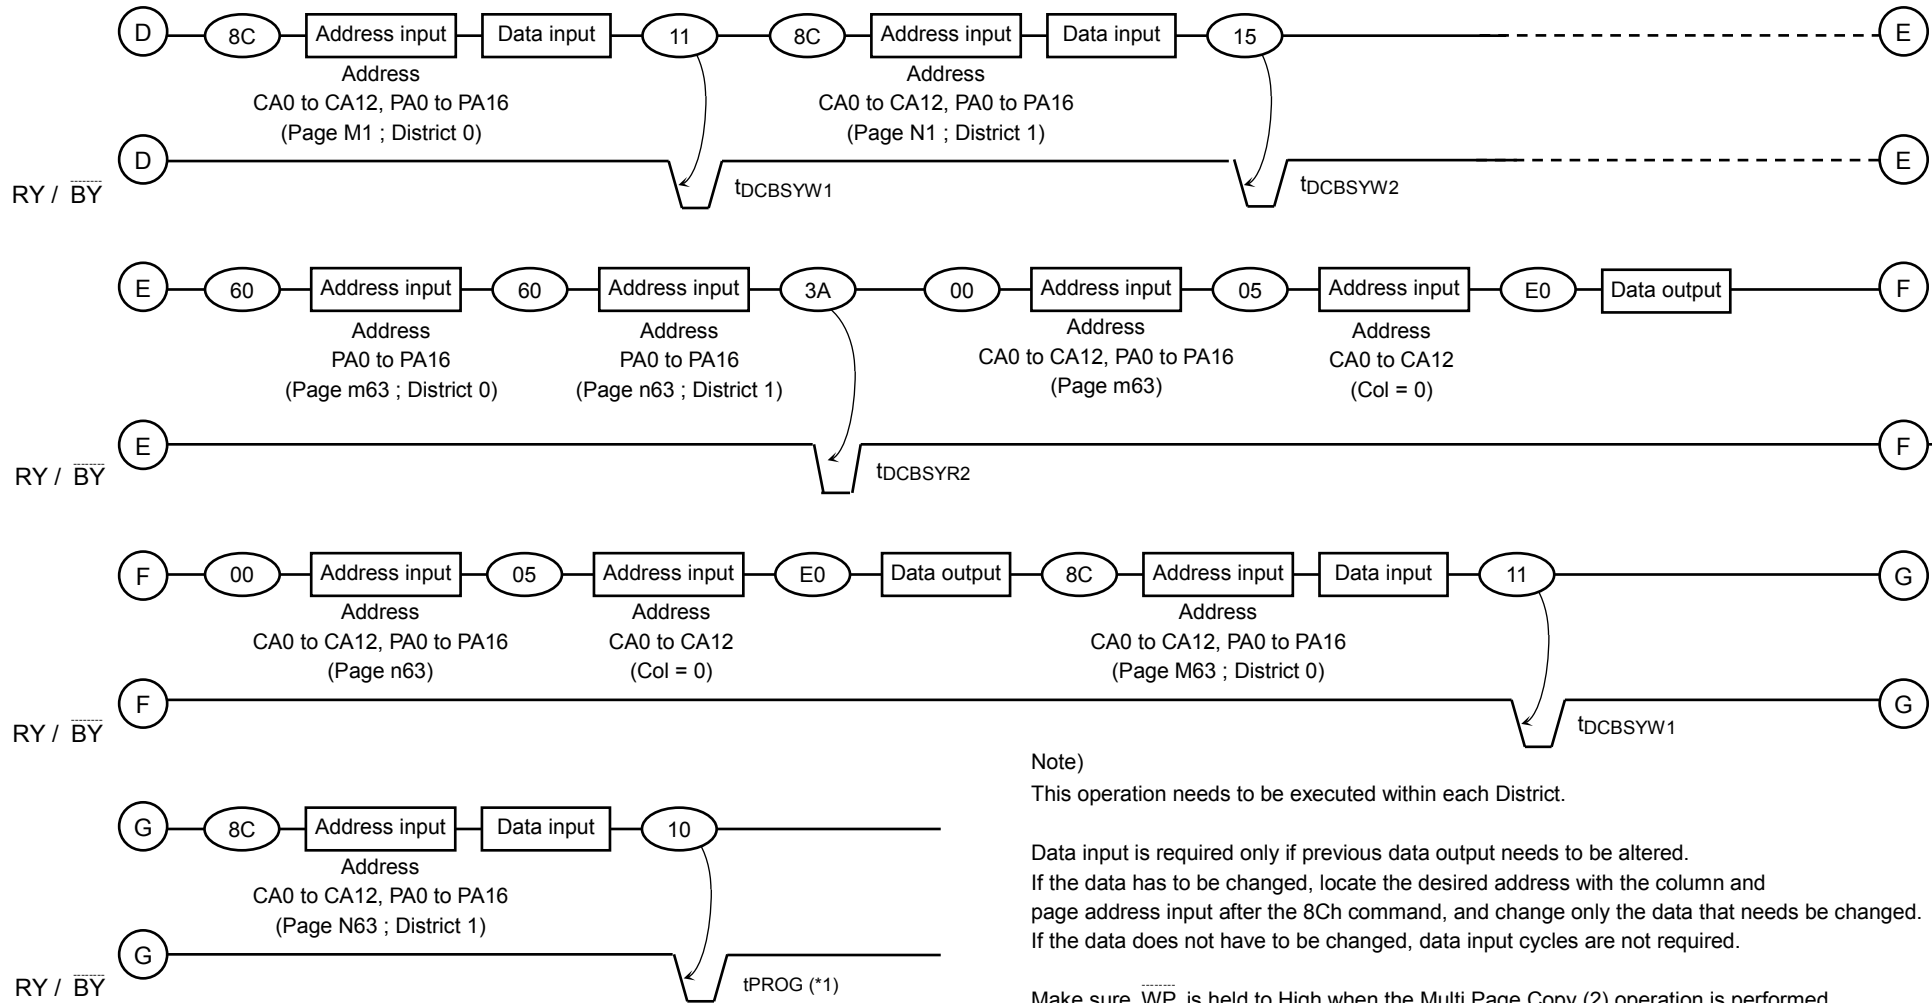 D 8C Address input Data input 11 8C Address input Data input 15 E
Address Address
CA0 to CA12, PA0 to PA16 CA0 to CA12, PA0 to PA16
(Page M1 ; District 0) (Page N1 ; District 1)
D E
RY / BY tDCBSYW1 tDCBSYW2
E 60 Address input 60 Address input 3A 00 Address input 05 Address input E0 Data output F
Address Address Address Address
PA0 to PA16 PA0 to PA16 CA0 to CA12, PA0 to PA16 CA0 to CA12
(Page m63 ; District 0) (Page n63 ; District 1) (Page m63) (Col = 0)
E F
RY / BY tDCBSYR2
F 00 Address input 05 Address input E0 Data output 8C Address input Data input 11 G
Address Address Address
CA0 to CA12, PA0 to PA16 CA0 to CA12 CA0 to CA12, PA0 to PA16
(Page n63) (Col = 0) (Page M63 ; District 0)
F G
RY / BY tDCBSYW1
G 8C Address input Data input 10
Address
CA0 to CA12, PA0 to PA16
(Page N63 ; District 1)
G
RY / BY tPROG (*1)
Note)
This operation needs to be executed within each District.
Data input is required only if previous data output needs to be altered.
If the data has to be changed, locate the desired address with the column and
page address input after the 8Ch command, and change only the data that needs be changed.
If the data does not have to be changed, data input cycles are not required.
Make sure WP is held to High when the Multi Page Copy (2) operation is performed.